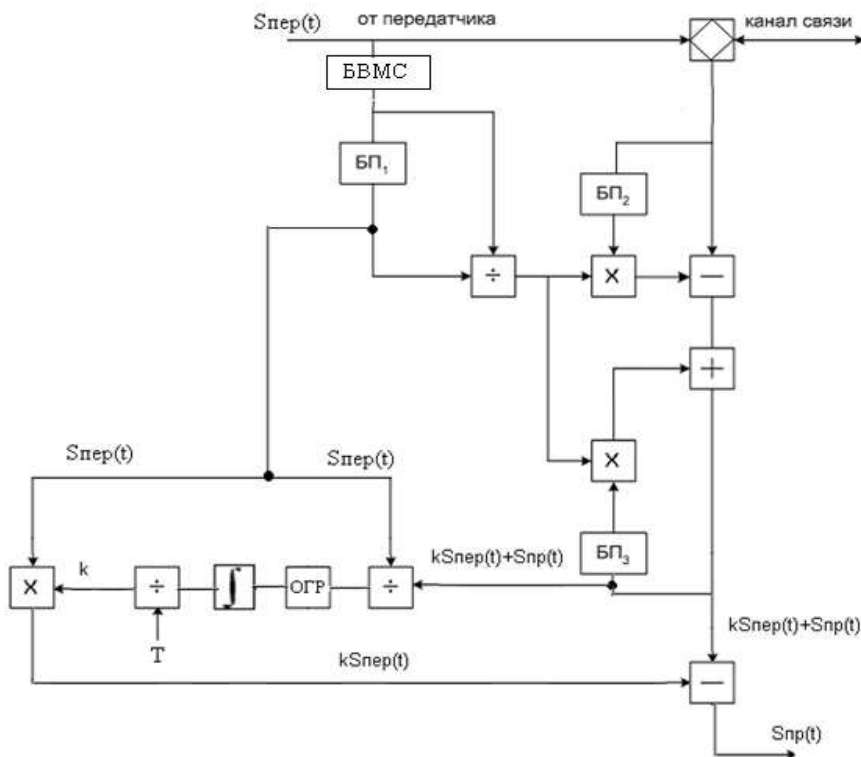 Sпер(t)
от передатчика
канал связи
БВМС
БП₁
БП₂
÷
×
—
+
Sпер(t)
Sпер(t)
×
БП₃
kSпер(t)+Sпр(t)
×
k
÷
∫
ОГР
÷
kSпер(t)+Sпр(t)
T
kSпер(t)
—
Sпр(t)